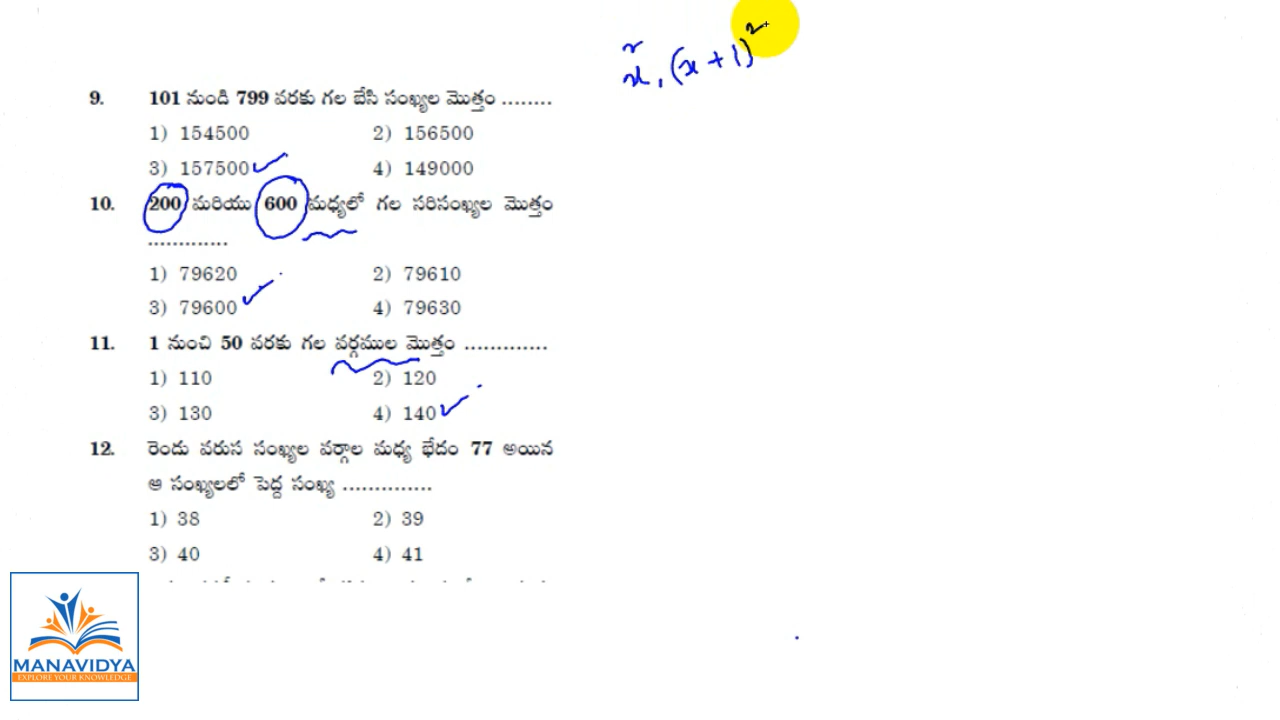 x², (x + 1)²
9. 101 నుండి 799 వరకు గల బేసి సంఖ్యల మొత్తం ........
1) 154500 2) 156500
3) 157500 4) 149000
10. 200 మరియు 600 మధ్యలో గల సరిసంఖ్యల మొత్తం
.............
1) 79620 2) 79610
3) 79600 4) 79630
11. 1 నుంచి 50 వరకు గల వర్గముల మొత్తం .............
1) 110 2) 120
3) 130 4) 140
12. రెండు వరుస సంఖ్యల వర్గాల మధ్య భేదం 77 అయిన
ఆ సంఖ్యలలో పెద్ద సంఖ్య ..............
1) 38 2) 39
3) 40 4) 41
MANAVIDYA
EXPLORE YOUR KNOWLEDGE